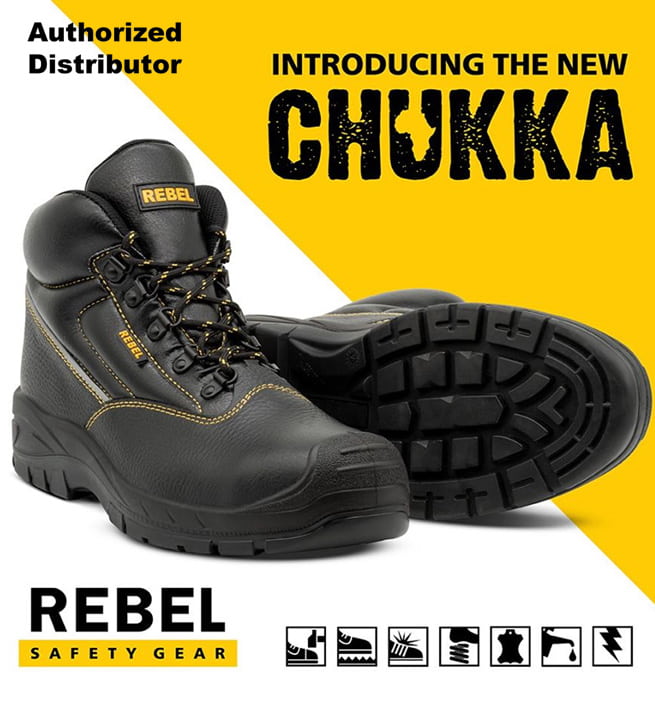 Authorized
Distributor
INTRODUCING THE NEW
CHUKKA
REBEL
REBEL
REBEL
SAFETY GEAR